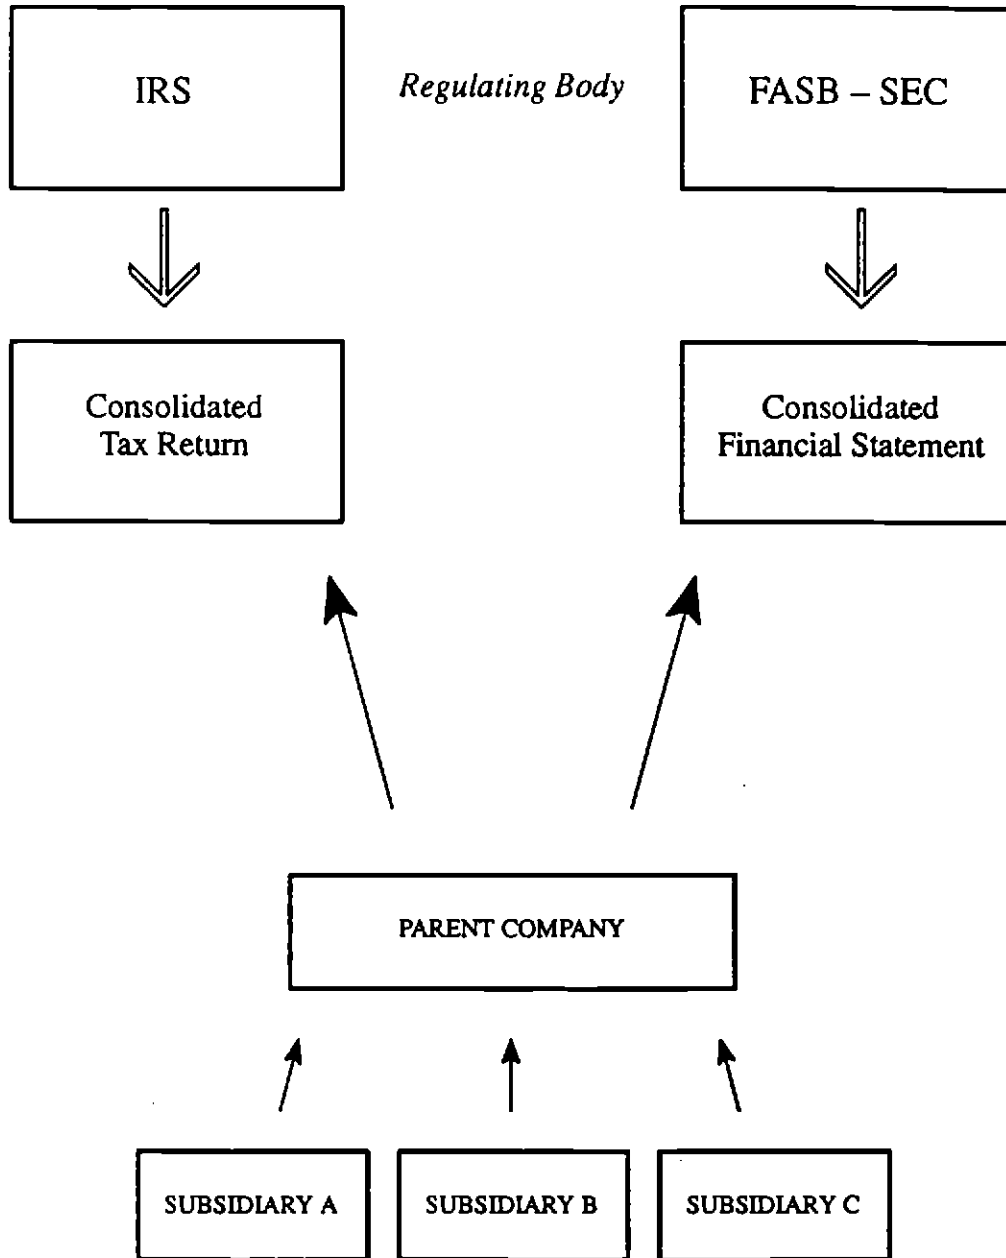 IRS
Regulating Body
FASB – SEC
Consolidated
Tax Return
Consolidated
Financial Statement
PARENT COMPANY
SUBSIDIARY A
SUBSIDIARY B
SUBSIDIARY C